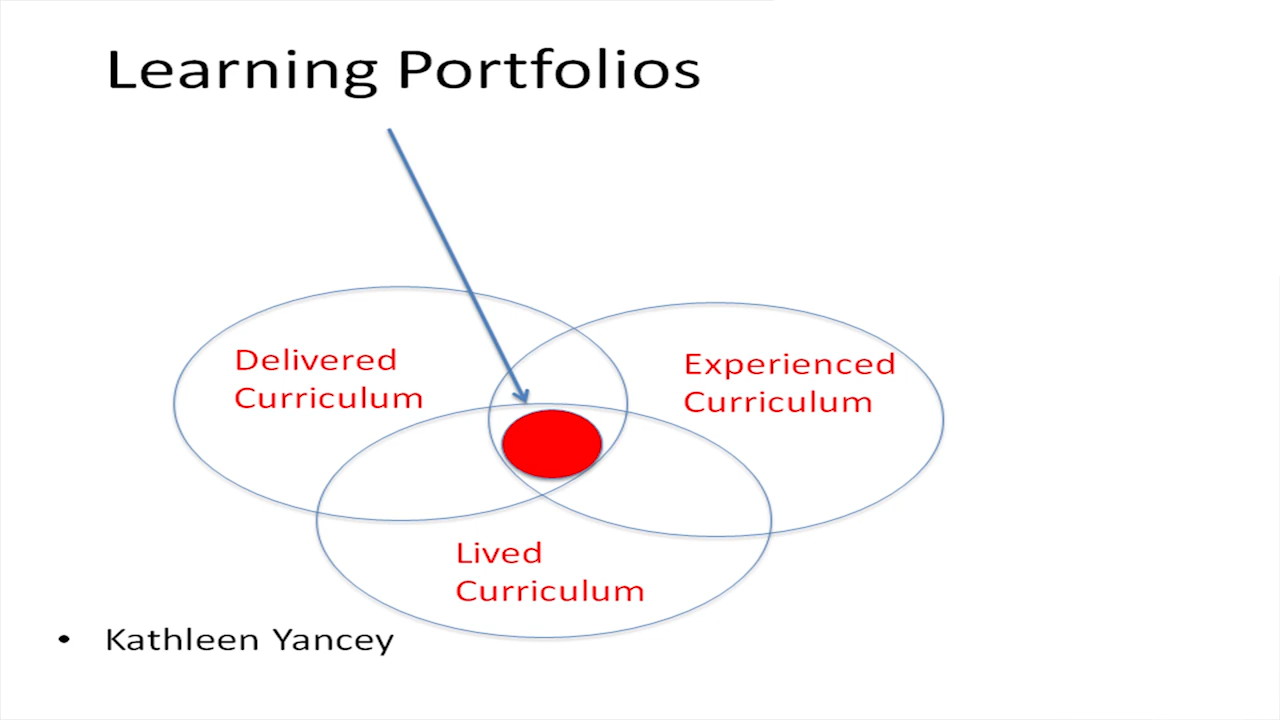 Learning Portfolios
Delivered
Curriculum
Experienced
Curriculum
Lived
Curriculum
• Kathleen Yancey